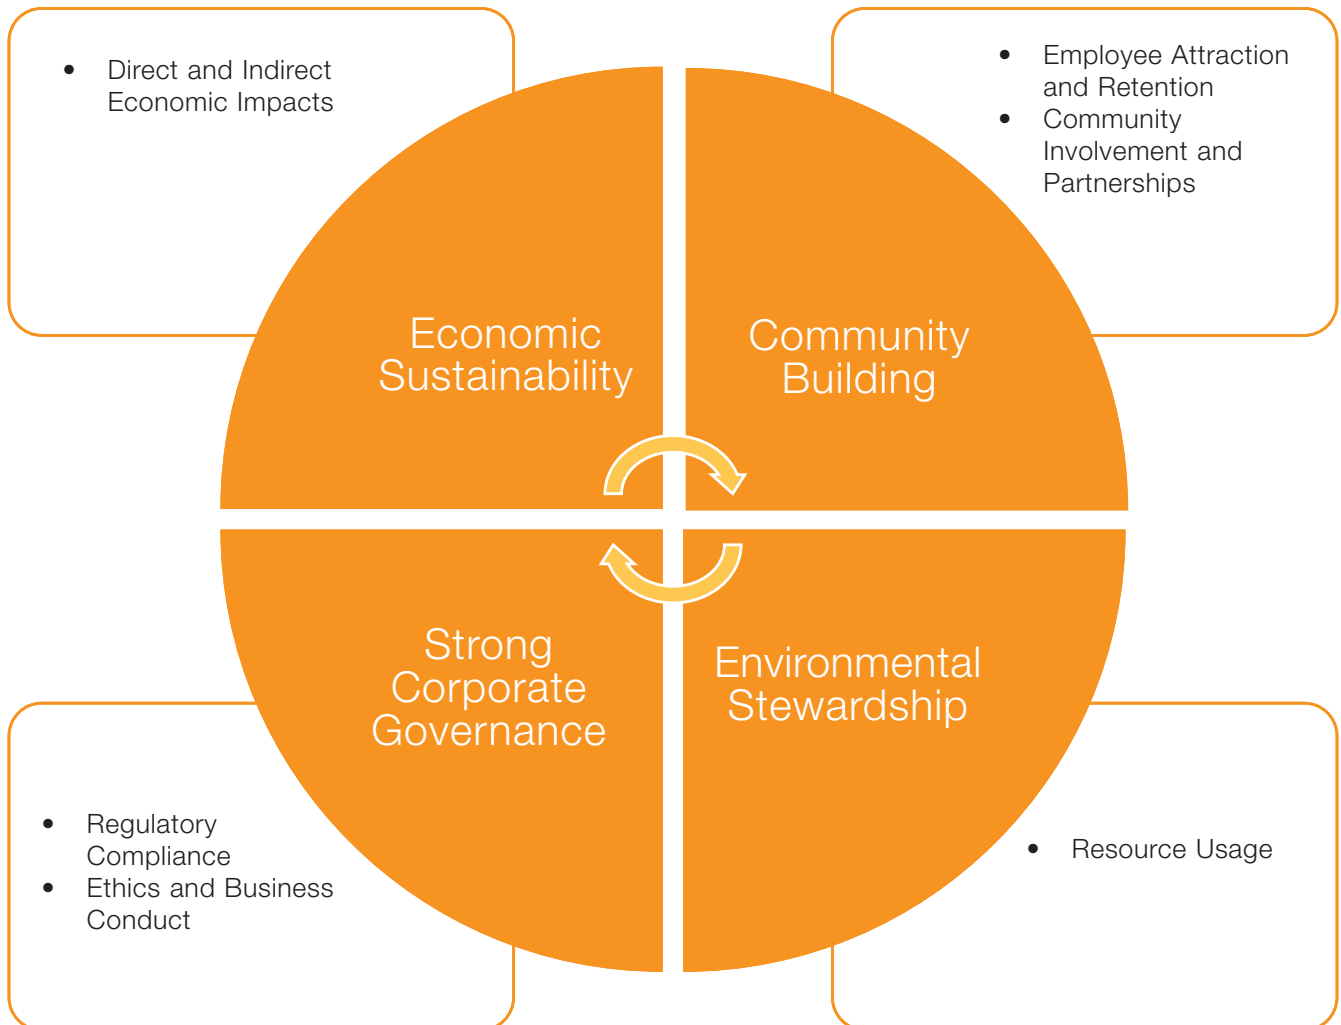 • Direct and Indirect
Economic Impacts
• Employee Attraction
and Retention
• Community
Involvement and
Partnerships
Economic
Sustainability
Community
Building
Strong
Corporate
Governance
Environmental
Stewardship
• Regulatory
Compliance
• Ethics and Business
Conduct
• Resource Usage